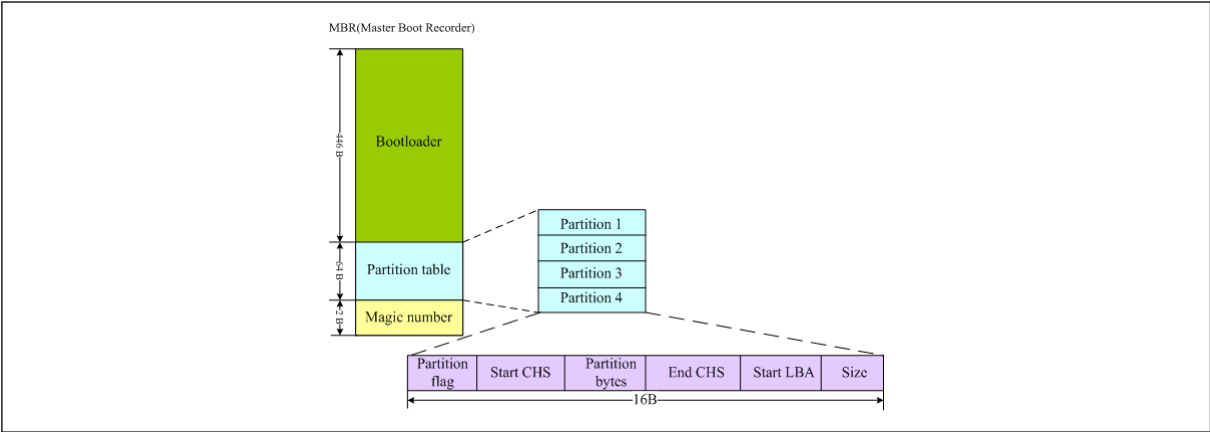 MBR(Master Boot Recorder)
446 B
Bootloader
64 B
Partition table
2 B
Magic number
Partition 1
Partition 2
Partition 3
Partition 4
Partition
flag
Start CHS
Partition
bytes
End CHS
Start LBA
Size
16B